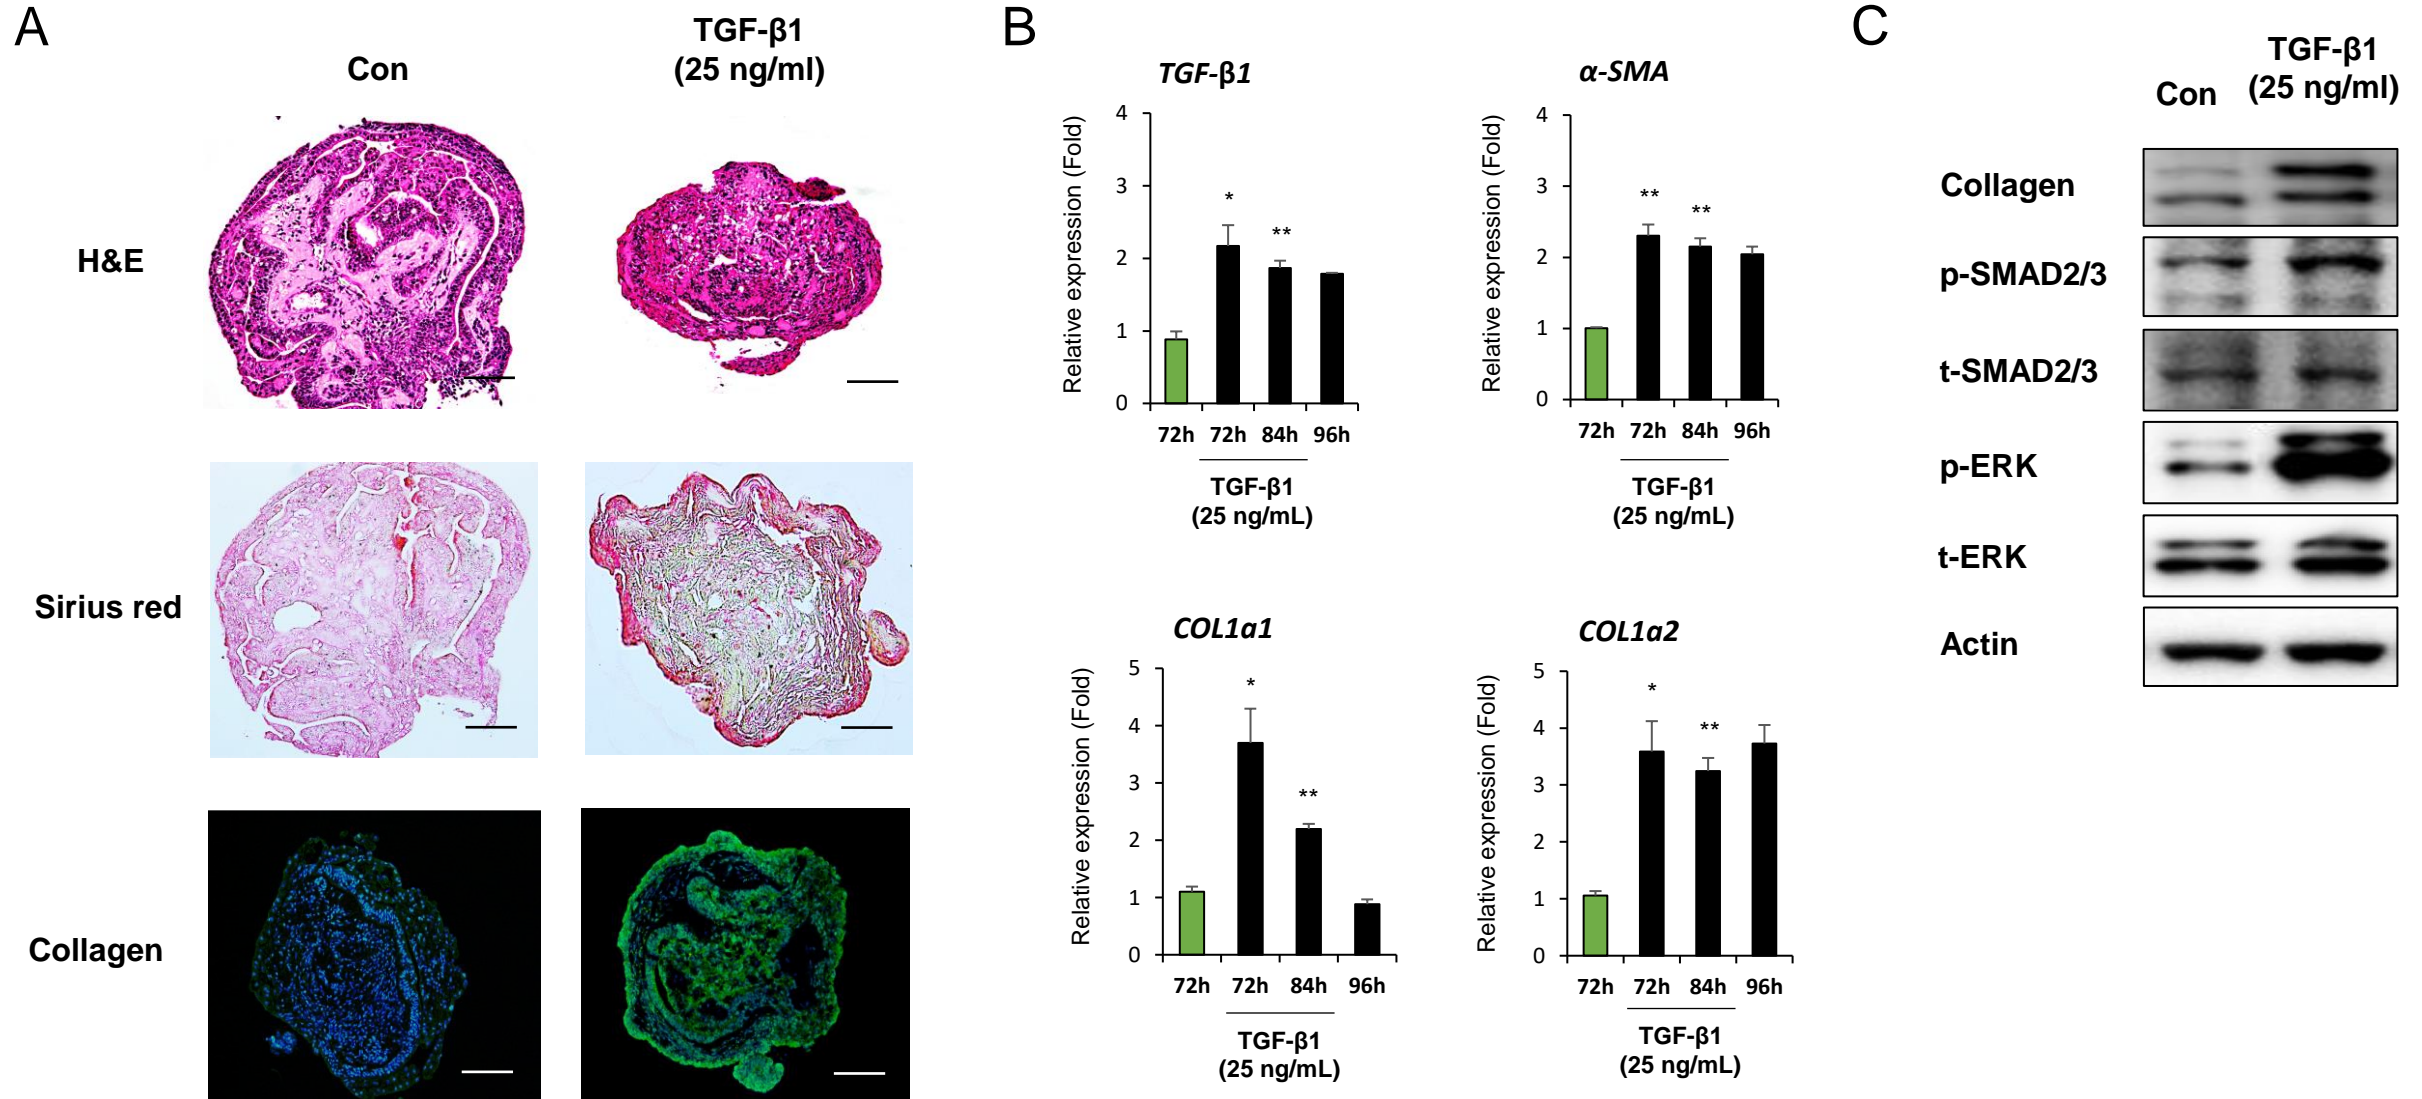 A
Con
TGF-β1
(25 ng/ml)
H&E
Sirius red
Collagen
B
TGF-β1
Relative expression (Fold)
4
3
2
1
0
*
**
72h 72h 84h 96h
TGF-β1
(25 ng/mL)
α-SMA
Relative expression (Fold)
4
3
2
1
0
**
**
72h 72h 84h 96h
TGF-β1
(25 ng/mL)
COL1α1
Relative expression (Fold)
5
4
3
2
1
0
*
**
72h 72h 84h 96h
TGF-β1
(25 ng/mL)
COL1α2
Relative expression (Fold)
5
4
3
2
1
0
*
**
72h 72h 84h 96h
TGF-β1
(25 ng/mL)
C
Con
TGF-β1
(25 ng/ml)
Collagen
p-SMAD2/3
t-SMAD2/3
p-ERK
t-ERK
Actin